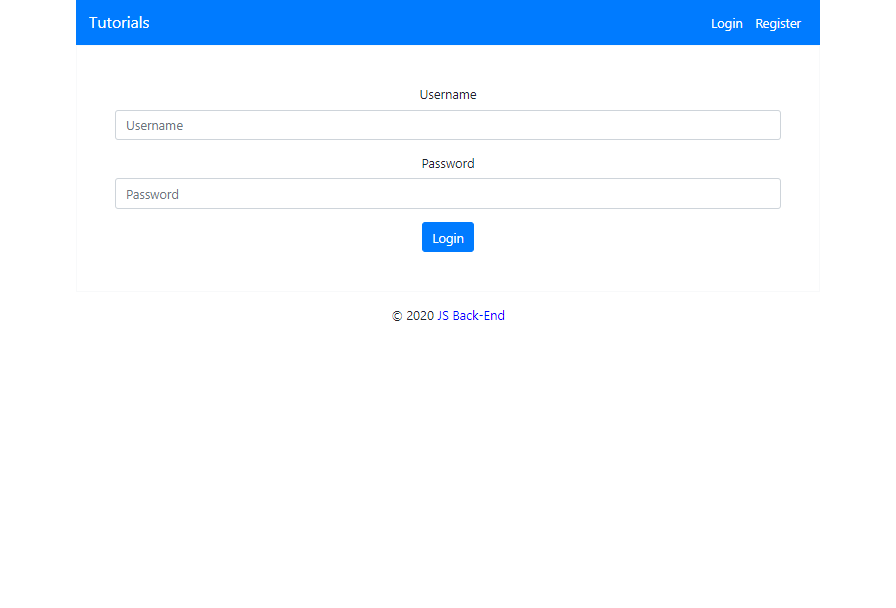 Tutorials Login Register
Username
Username
Password
Password
Login
© 2020 JS Back-End